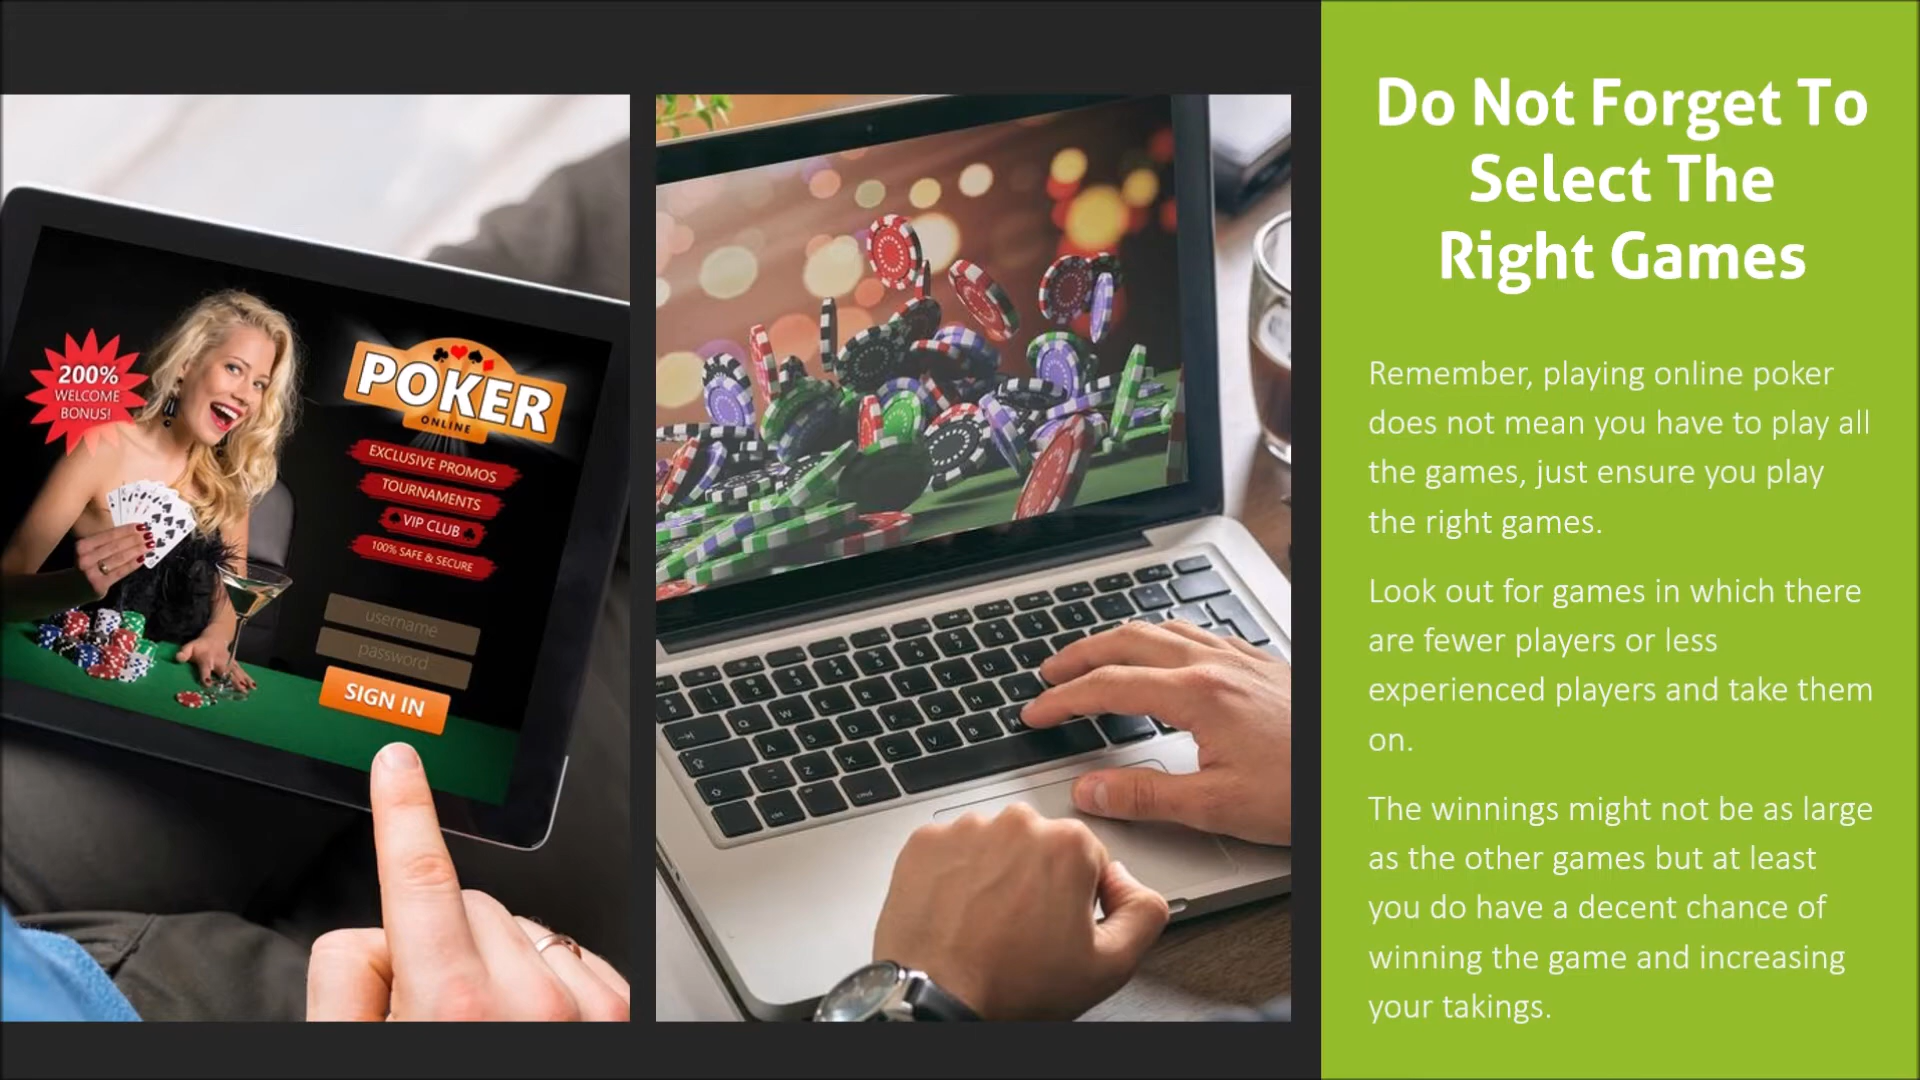 Do Not Forget To
Select The
Right Games
Remember, playing online poker
does not mean you have to play all
the games, just ensure you play
the right games.
Look out for games in which there
are fewer players or less
experienced players and take them
on.
The winnings might not be as large
as the other games but at least
you do have a decent chance of
winning the game and increasing
your takings.
200%
WELCOME
BONUS!
POKER
ONLINE
EXCLUSIVE PROMOS
TOURNAMENTS
VIP CLUB
100% SAFE & SECURE
username
password
SIGN IN